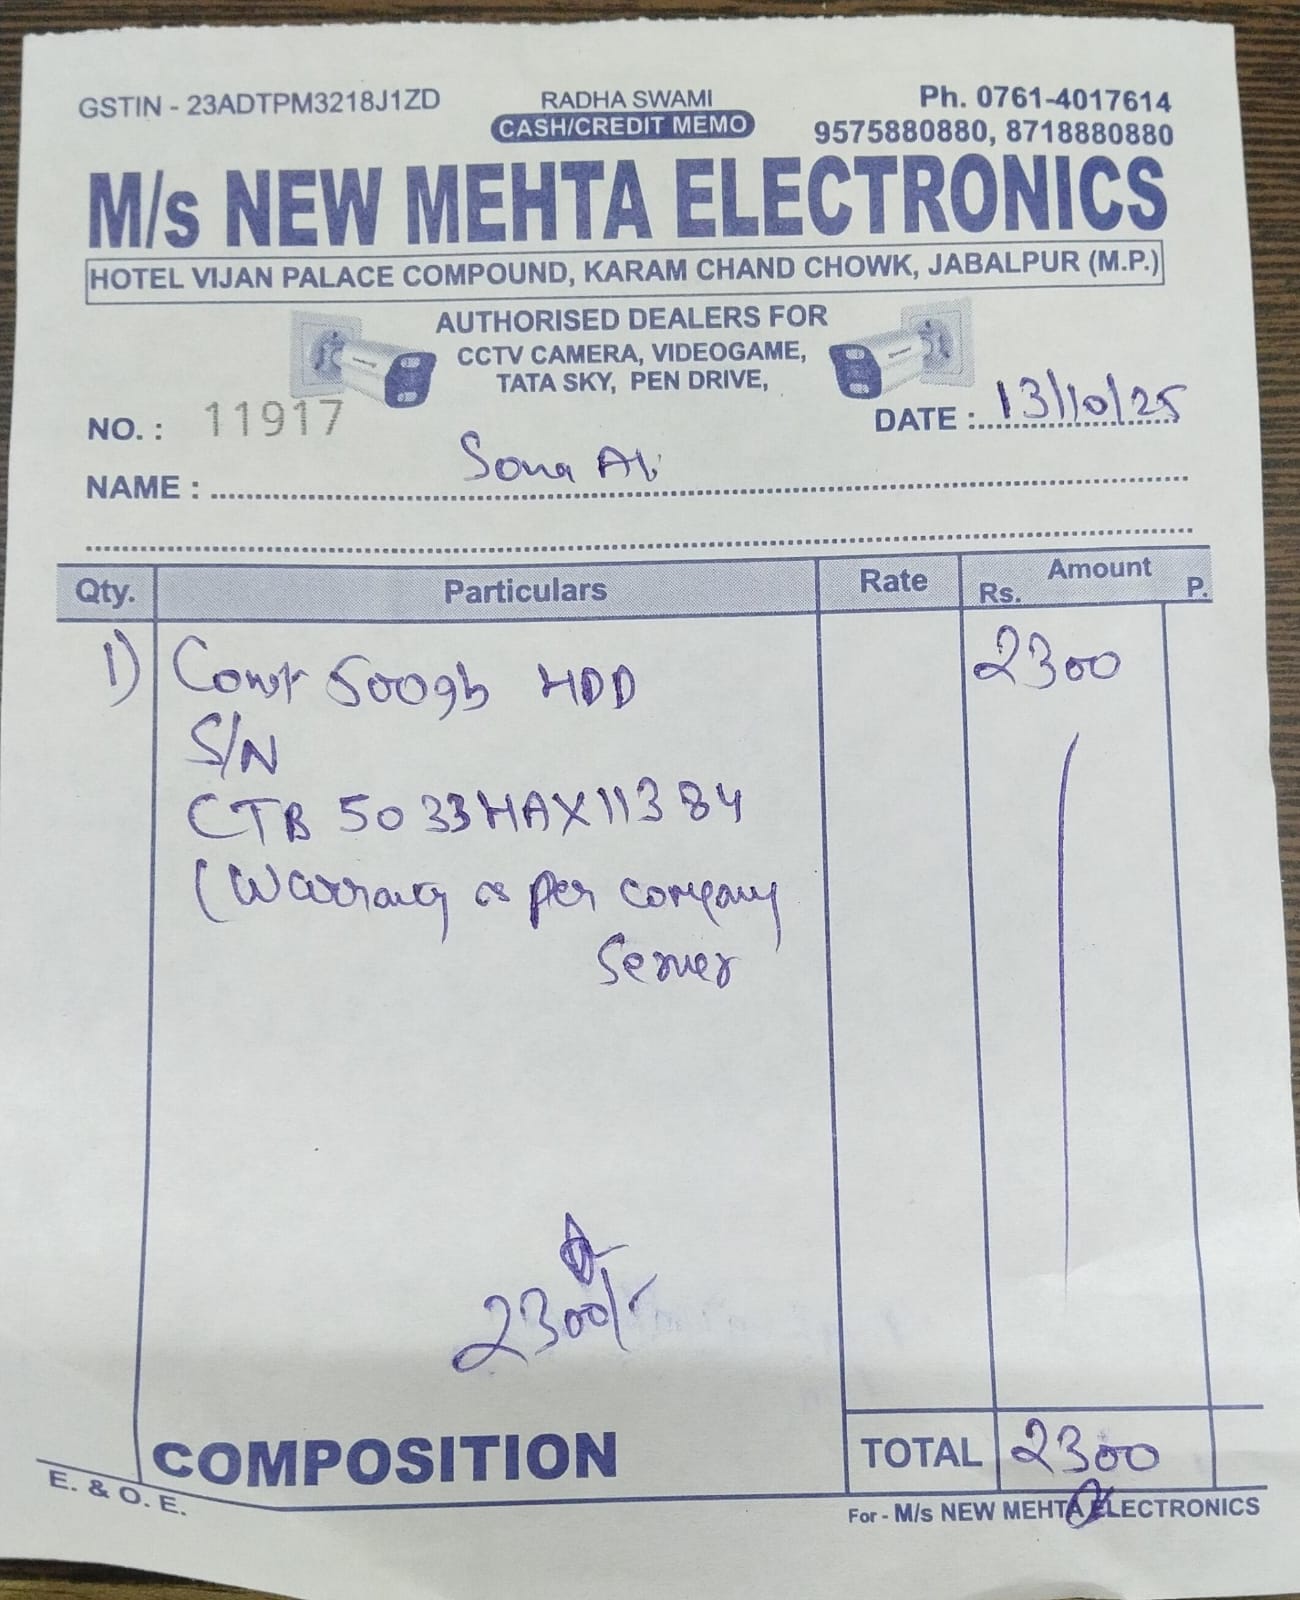 GSTIN - 23ADTPM3218J1ZD
RADHA SWAMI
CASH/CREDIT MEMO
Ph. 0761-4017614
9575880880, 8718880880
M/s NEW MEHTA ELECTRONICS
HOTEL VIJAN PALACE COMPOUND, KARAM CHAND CHOWK, JABALPUR (M.P.)
AUTHORISED DEALERS FOR
CCTV CAMERA, VIDEOGAME,
TATA SKY, PEN DRIVE,
NO. : 11917
DATE : 13/10/25
NAME : Sona
Qty. Particulars Rate Amount
Rs. P.
1) 500gb HDD 2300
S/N
CTB 5033HAX11384
(Warranty as per company
Server
2300/-
COMPOSITION
TOTAL 2300
E. & O. E.
For - M/s NEW MEHTA ELECTRONICS